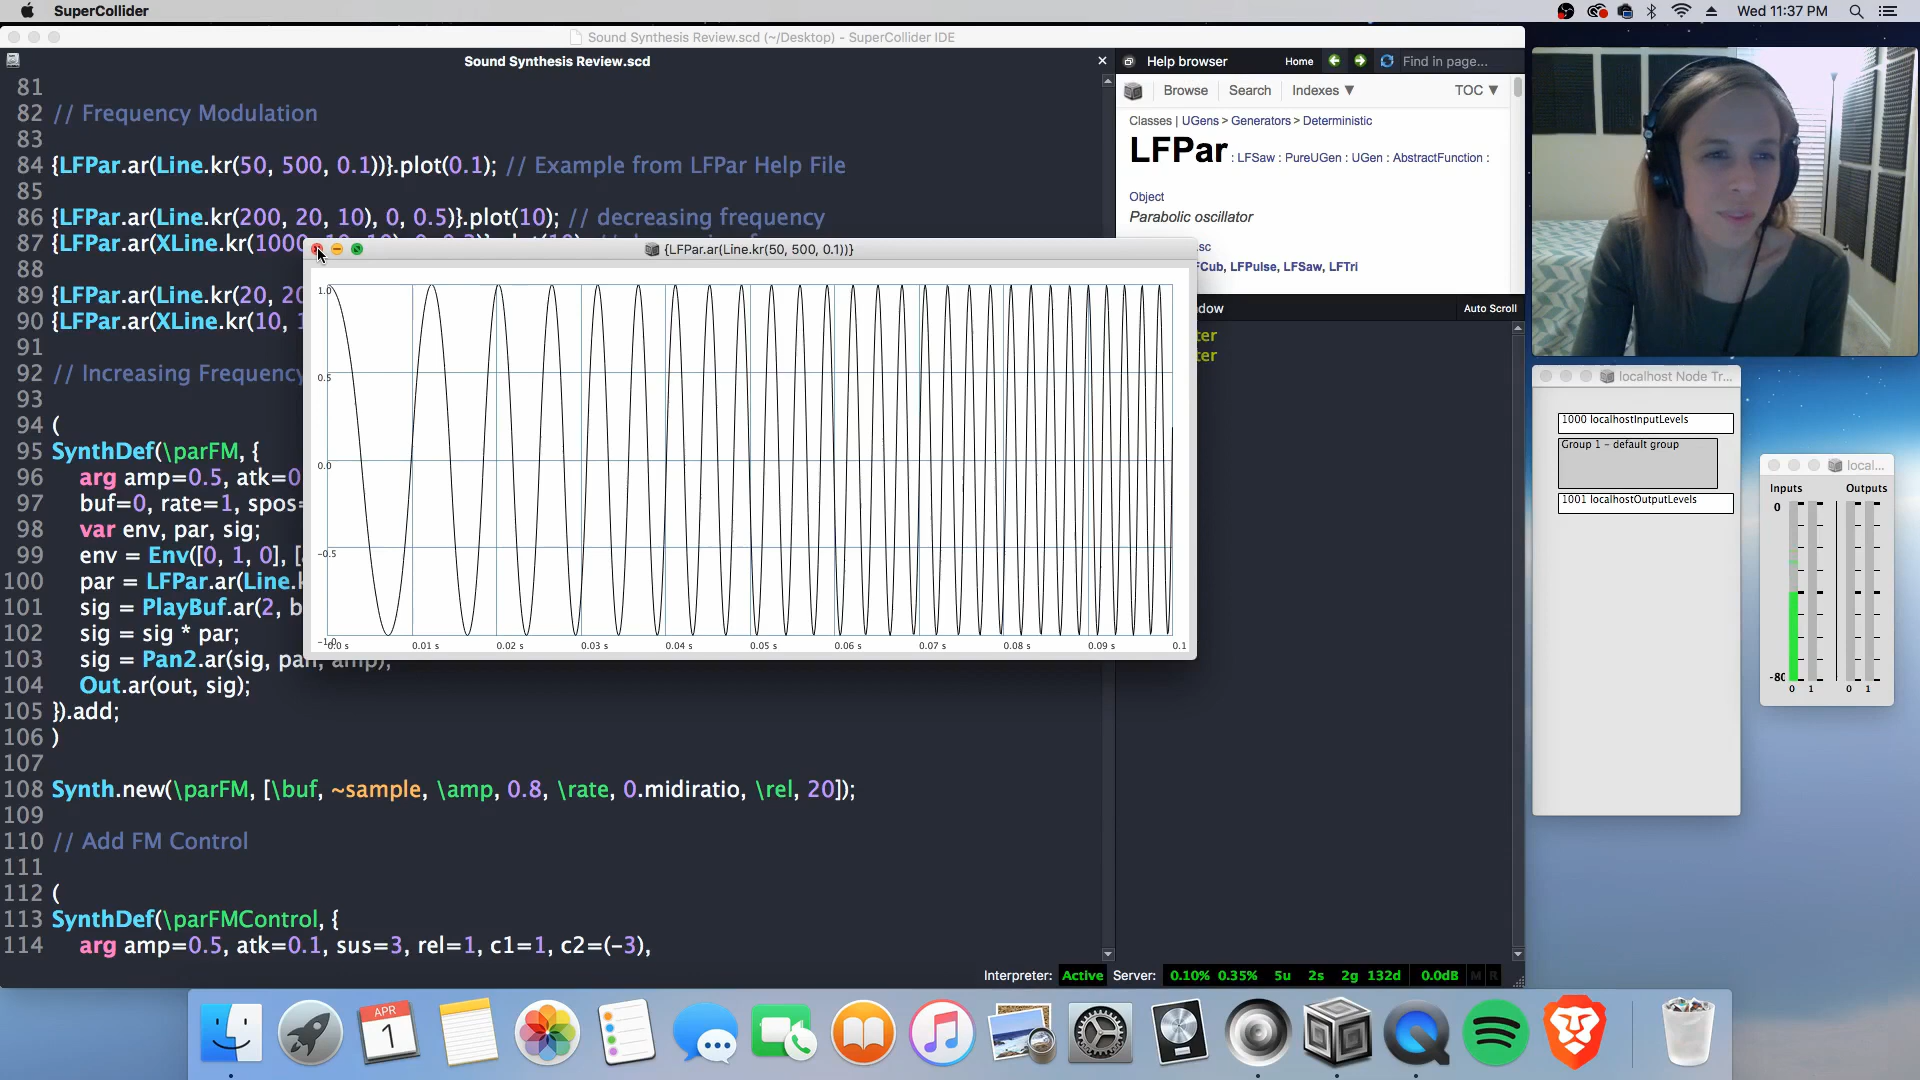 SuperCollider
Wed 11:37 PM
Sound Synthesis Review.scd (~/Desktop) - SuperCollider IDE
Sound Synthesis Review.scd
81
82 // Frequency Modulation
83
84 {LFPar.ar(Line.kr(50, 500, 0.1))}.plot(0.1); // Example from LFPar Help File
85
86 {LFPar.ar(Line.kr(200, 20, 10), 0, 0.5)}.plot(10); // decreasing frequency
87 {LFPar.ar(XLine.kr(1000
88
89 {LFPar.ar(Line.kr(20, 20
90 {LFPar.ar(XLine.kr(10, 1
91
92 // Increasing Frequency
93
94 (
95 SynthDef(\parFM, {
96 arg amp=0.5, atk=0
97 buf=0, rate=1, spos=
98 var env, par, sig;
99 env = Env([0, 1, 0], [
100 par = LFPar.ar(Line.
101 sig = PlayBuf.ar(2, b
102 sig = sig * par;
103 sig = Pan2.ar(sig, pan, amp);
104 Out.ar(out, sig);
105 }).add;
106 )
107
108 Synth.new(\parFM, [\buf, ~sample, \amp, 0.8, \rate, 0.midiratio, \rel, 20]);
109
110 // Add FM Control
111
112 (
113 SynthDef(\parFMControl, {
114 arg amp=0.5, atk=0.1, sus=3, rel=1, c1=1, c2=(-3),
{LFPar.ar(Line.kr(50, 500, 0.1))}
1.0
0.5
0.0
-0.5
-1.0
0.0 s 0.01 s 0.02 s 0.03 s 0.04 s 0.05 s 0.06 s 0.07 s 0.08 s 0.09 s 0.1
Help browser Home Find in page...
Browse Search Indexes ▼ TOC ▼
Classes | UGens > Generators > Deterministic
LFPar : LFSaw : PureUGen : UGen : AbstractFunction :
Object
Parabolic oscillator
.sc
FCub, LFPulse, LFSaw, LFTri
dow Auto Scroll
ter
ter
Interpreter: Active Server: 0.10% 0.35% 5u 2s 2g 132d 0.0dB M R
localhost Node Tr...
1000 localhostInputLevels
Group 1 - default group
1001 localhostOutputLevels
local...
Inputs Outputs
0
-80
0 1 0 1
APR
1